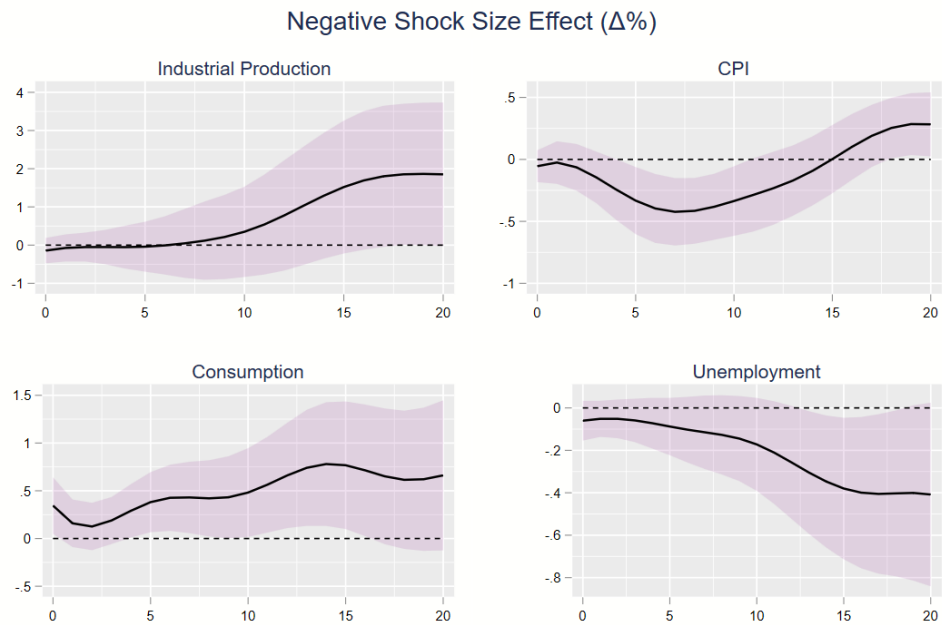 Negative Shock Size Effect (Δ%)
Industrial Production
4
3
2
1
0
-1
0 5 10 15 20
CPI
.5
0
-.5
-1
0 5 10 15 20
Consumption
1.5
1
.5
0
-.5
0 5 10 15 20
Unemployment
0
-.2
-.4
-.6
-.8
0 5 10 15 20